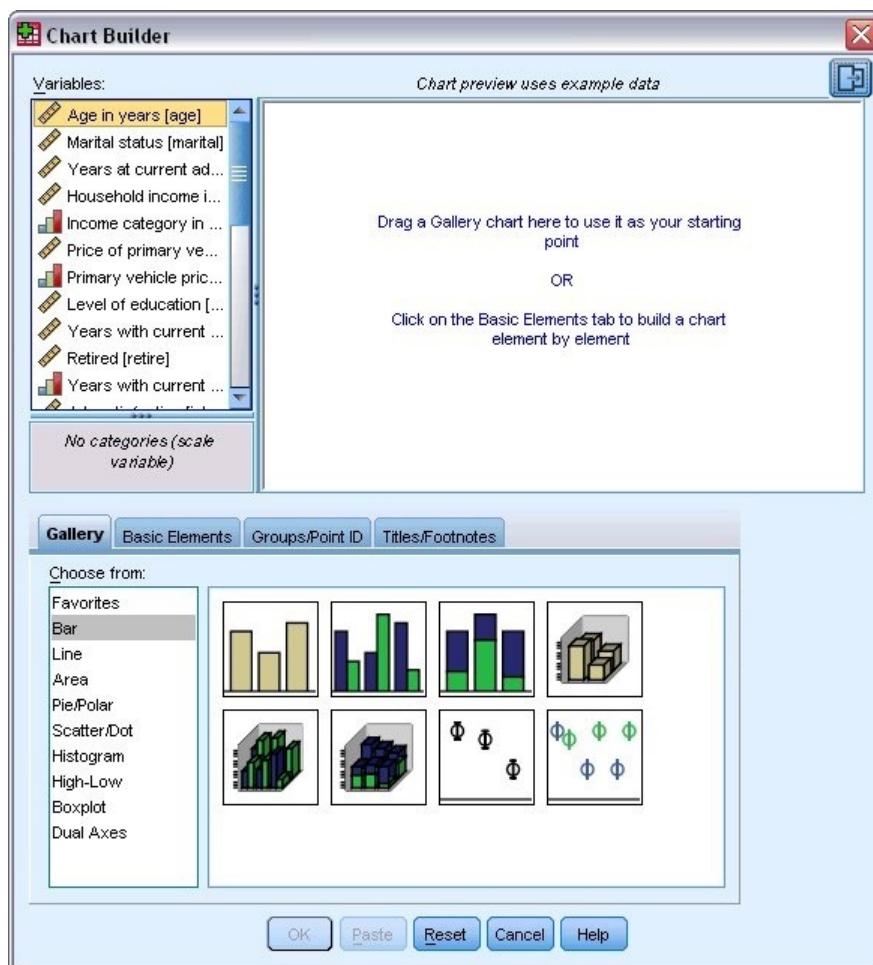 Chart Builder
Variables:
Chart preview uses example data
Age in years [age]
Marital status [marital]
Years at current ad...
Household income i...
Income category in ...
Price of primary ve...
Primary vehicle pric...
Level of education [...
Years with current ...
Retired [retire]
Years with current ...
No categories (scale
variable)
Drag a Gallery chart here to use it as your starting
point
OR
Click on the Basic Elements tab to build a chart
element by element
Gallery
Basic Elements
Groups/Point ID
Titles/Footnotes
Choose from:
Favorites
Bar
Line
Area
Pie/Polar
Scatter/Dot
Histogram
High-Low
Boxplot
Dual Axes
OK
Paste
Reset
Cancel
Help